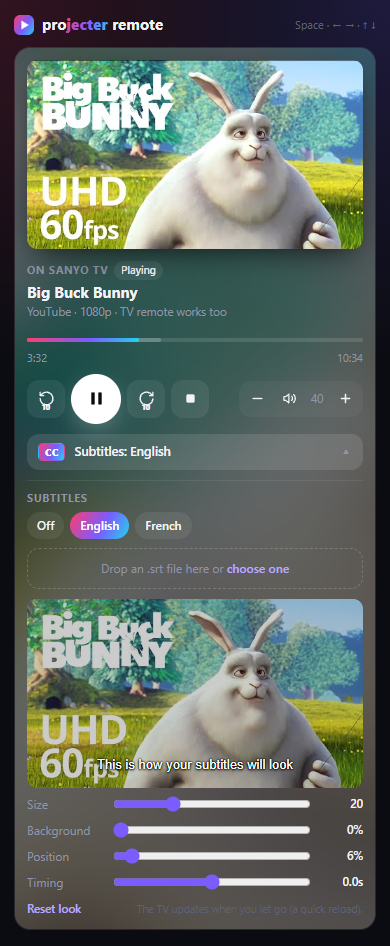 projecter remote
Space · ← → · ↑ ↓
Big Buck
BUNNY
UHD
60fps
ON SANYO TV Playing
Big Buck Bunny
YouTube · 1080p · TV remote works too
3:32 10:34
10 10 − 40 +
CC Subtitles: English
SUBTITLES
Off English French
Drop an .srt file here or choose one
Big Buck
BUNNY
UHD
60fps
This is how your subtitles will look
Size 20
Background 0%
Position 6%
Timing 0.0s
Reset look The TV updates when you let go (a quick reload).